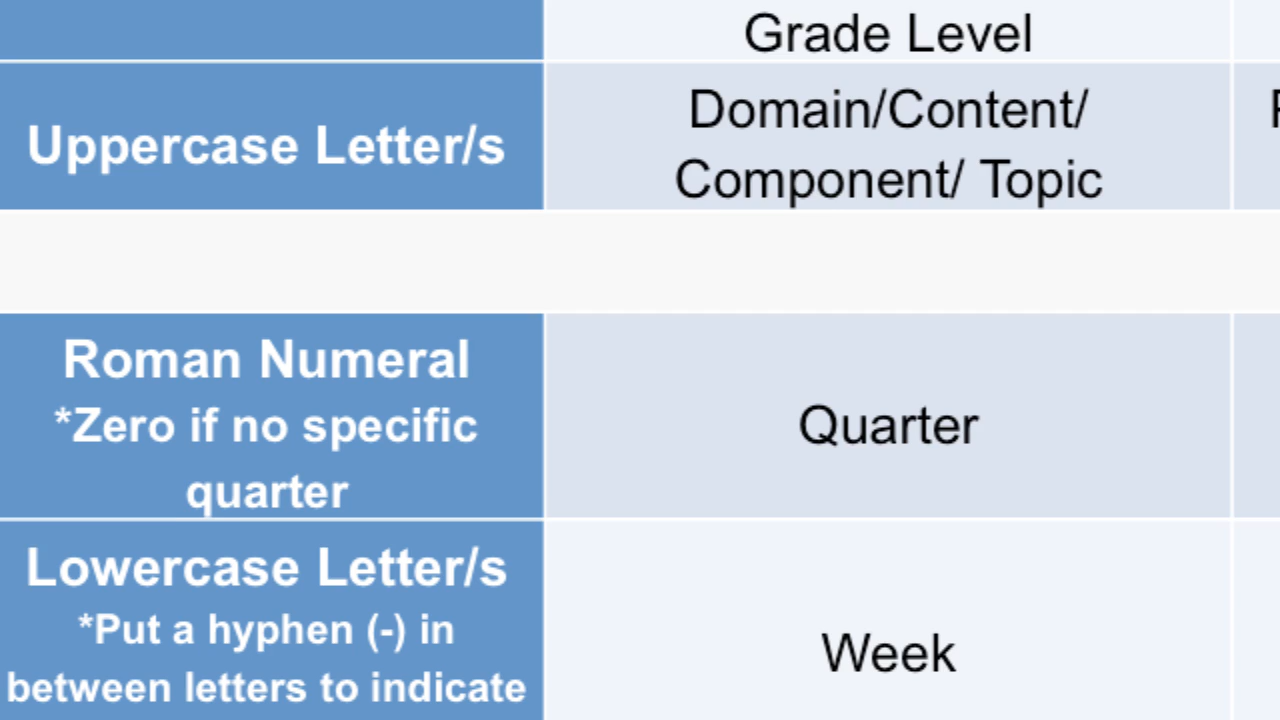 Grade Level
Uppercase Letter/s
Domain/Content/
Component/ Topic
Roman Numeral
*Zero if no specific
quarter
Quarter
Lowercase Letter/s
*Put a hyphen (-) in
between letters to indicate
Week